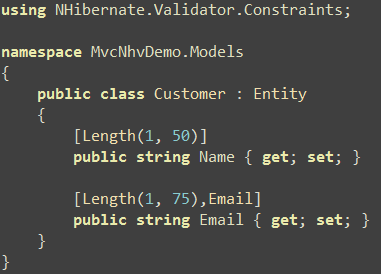 using NHibernate.Validator.Constraints;
namespace MvcNhvDemo.Models
{
    public class Customer : Entity
    {
        [Length(1, 50)]
        public string Name { get; set; }
        [Length(1, 75),Email]
        public string Email { get; set; }
    }
}